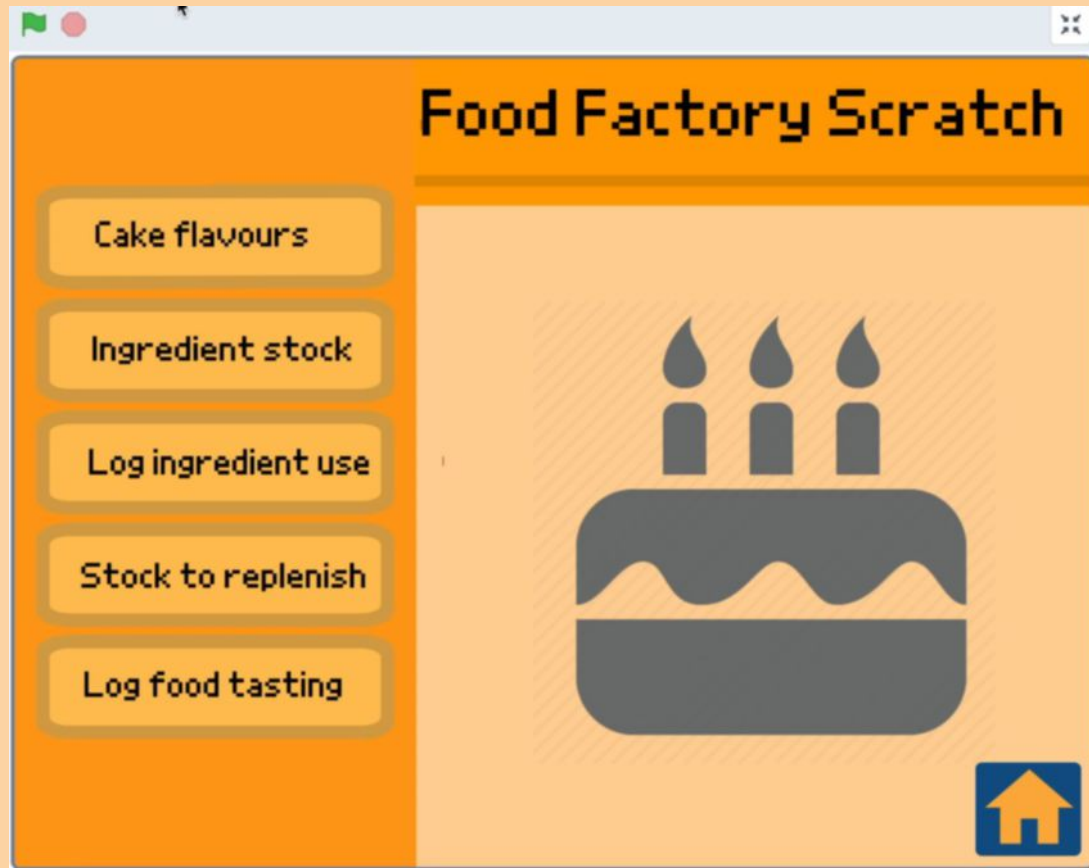 Food Factory Scratch
Cake flavours
Ingredient stock
Log ingredient use
Stock to replenish
Log food tasting